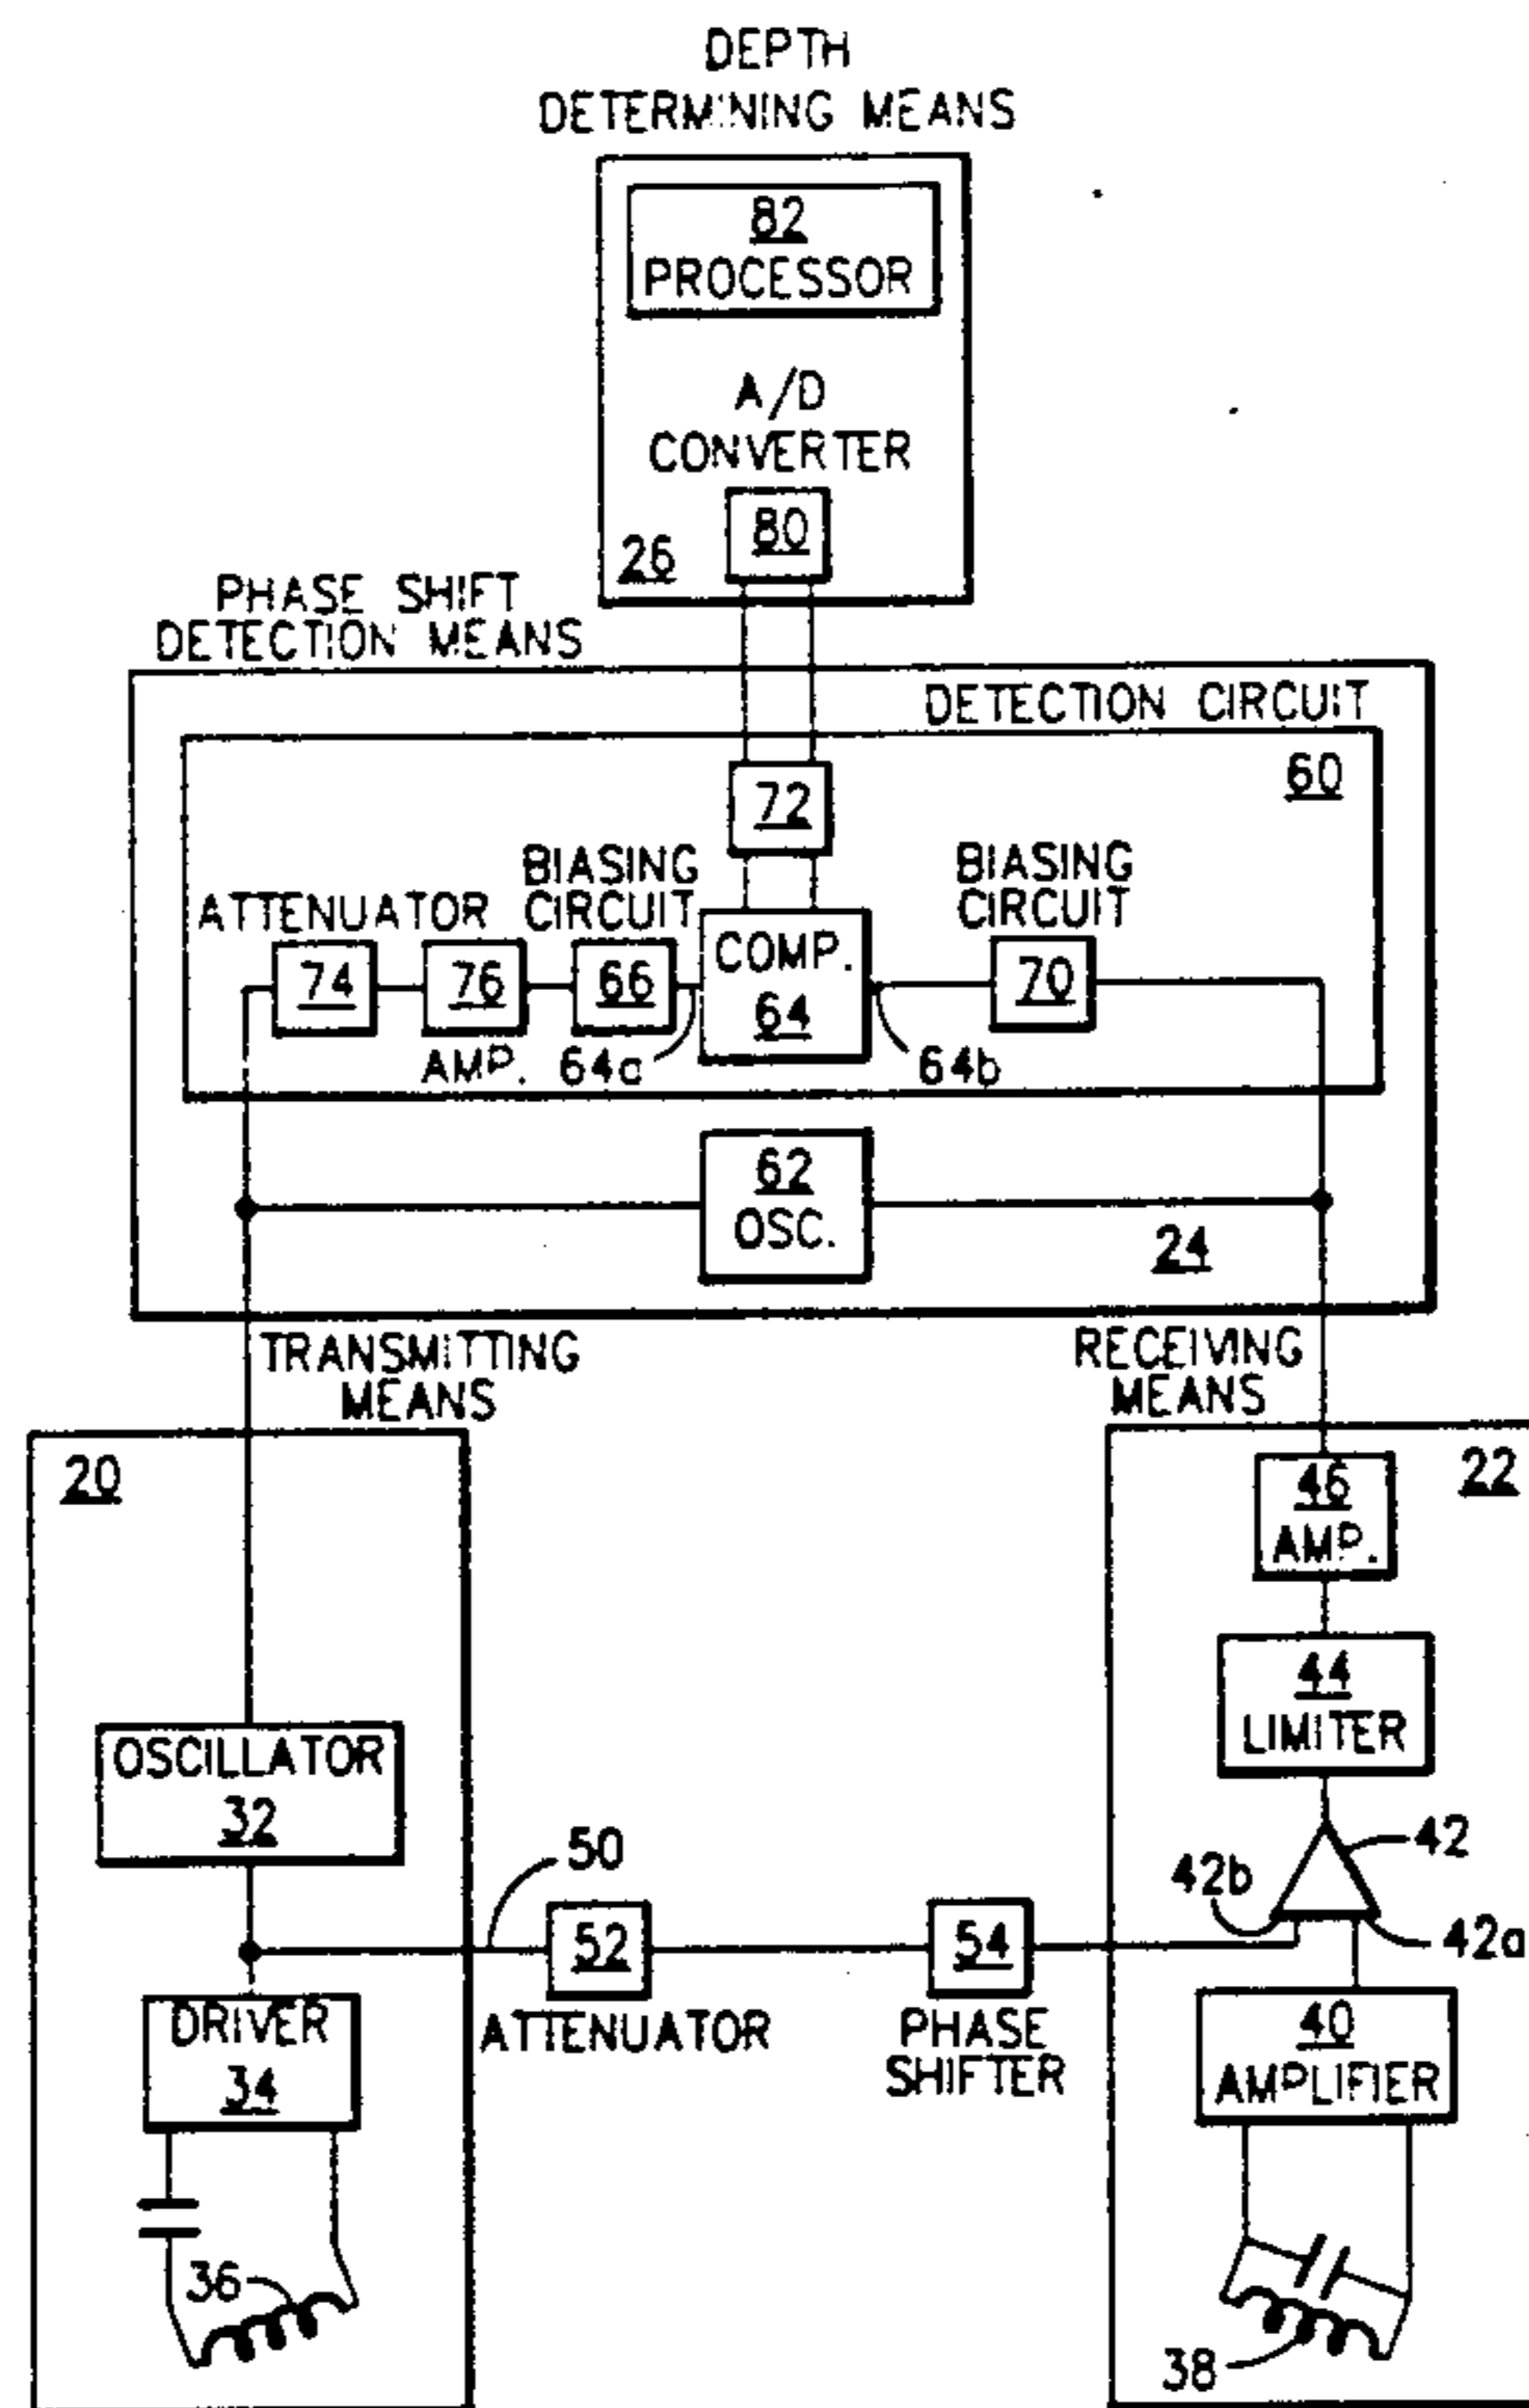 DEPTH
DETERMINING MEANS
82
PROCESSOR
A/D
CONVERTER
80
26
PHASE SHIFT
DETECTION MEANS
DETECTION CIRCUIT
60
72
BIASING
CIRCUIT
BIASING
CIRCUIT
ATTENUATOR
COMP.
64
74
76
66
70
AMP.
64a
64b
62
OSC.
24
TRANSMITTING
MEANS
RECEIVING
MEANS
20
22
46
AMP.
44
LIMITER
OSCILLATOR
32
50
42
42b
42a
52
54
ATTENUATOR
PHASE
SHIFTER
DRIVER
34
40
AMPLIFIER
36
38